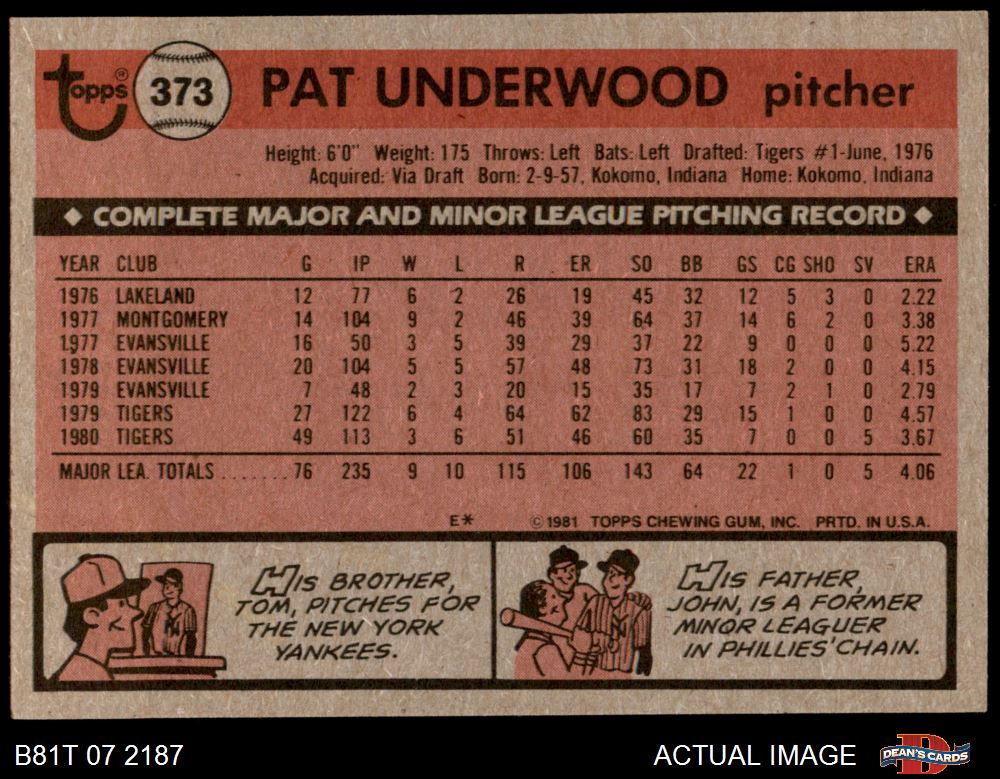 topps® 373 PAT UNDERWOOD pitcher
Height: 6'0" Weight: 175 Throws: Left Bats: Left Drafted: Tigers #1-June, 1976
Acquired: Via Draft Born: 2-9-57, Kokomo, Indiana Home: Kokomo, Indiana
◆ COMPLETE MAJOR AND MINOR LEAGUE PITCHING RECORD ◆
YEAR CLUB G IP W L R ER SO BB GS CG SHO SV ERA
1976 LAKELAND 12 77 6 2 26 19 45 32 12 5 3 0 2.22
1977 MONTGOMERY 14 104 9 2 46 39 64 37 14 6 2 0 3.38
1977 EVANSVILLE 16 50 3 5 39 29 37 22 9 0 0 0 5.22
1978 EVANSVILLE 20 104 5 5 57 48 73 31 18 2 0 0 4.15
1979 EVANSVILLE 7 48 2 3 20 15 35 17 7 2 1 0 2.79
1979 TIGERS 27 122 6 4 64 62 83 29 15 1 0 0 4.57
1980 TIGERS 49 113 3 6 51 46 60 35 7 0 0 5 3.67
MAJOR LEA. TOTALS ....... 76 235 9 10 115 106 143 64 22 1 0 5 4.06
E* © 1981 TOPPS CHEWING GUM, INC. PRTD. IN U.S.A.
HIS BROTHER,
TOM, PITCHES FOR
THE NEW YORK
YANKEES.
HIS FATHER,
JOHN, IS A FORMER
MINOR LEAGUER
IN PHILLIES' CHAIN.
B81T 07 2187 ACTUAL IMAGE DEAN'S CARDS